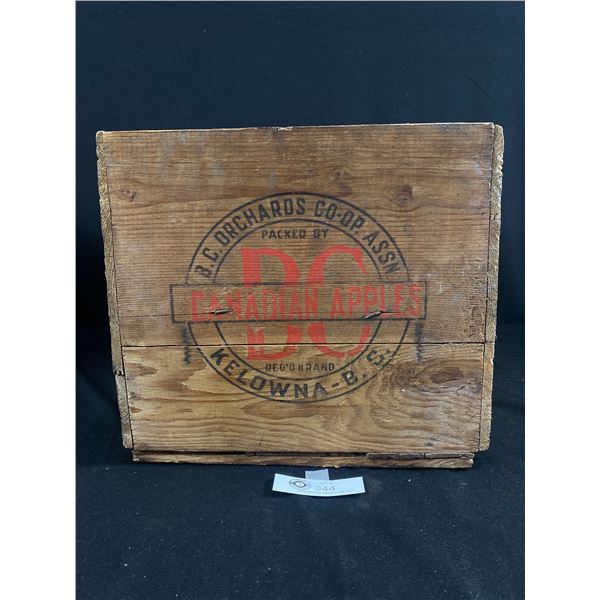 B.C. ORCHARDS CO-OP. ASSN
PACKED BY
BC
CANADIAN APPLES
REG'D BRAND
KELOWNA - B.C.
344